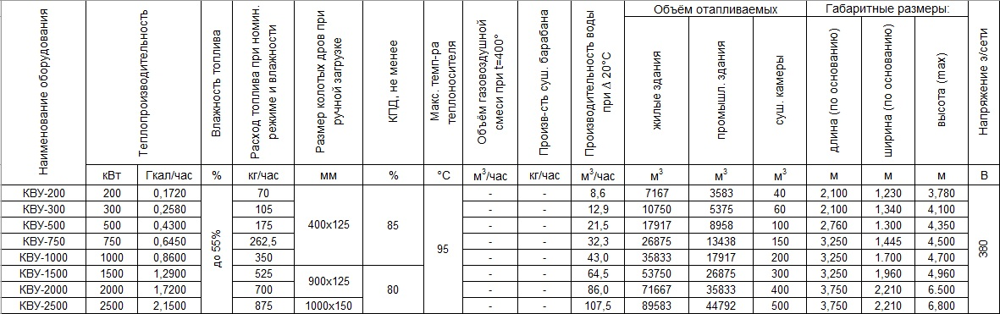 Наименование оборудования
Теплопроизводительность
Влажность топлива
Расход топлива при номин.
режиме и влажности
Размер колотых дров при
ручной загрузке
КПД, не менее
Макс. темп-ра
теплоносителя
Объём газовоздушной
смеси при t=400°
Произв-сть суш. барабана
Производительность воды
при Δ 20°С
Объём отапливаемых
жилые здания
промышл. здания
суш. камеры
Габаритные размеры:
длина (по основанию)
ширина (по основанию)
высота (max)
Напряжение э/сети
кВт Гкал/час % кг/час мм % °С м³/час кг/час м³/час м³ м³ м³ м м м В
КВУ-200 200 0,1720 70 - - 8,6 7167 3583 40 2,100 1,230 3,780
КВУ-300 300 0,2580 105 - - 12,9 10750 5375 60 2,100 1,340 4,100
КВУ-500 500 0,4300 175 400х125 85 - - 21,5 17917 8958 100 2,760 1.300 4,350
КВУ-750 750 0,6450 262,5 - - 32,3 26875 13438 150 3,250 1,445 4,500
КВУ-1000 1000 0,8600 350 - - 43,0 35833 17917 200 3,250 1.700 4,700
КВУ-1500 1500 1,2900 525 - - 64,5 53750 26875 300 3,250 1,960 4,960
КВУ-2000 2000 1,7200 700 900х125 80 - - 86,0 71667 35833 400 3,750 2,210 6.500
КВУ-2500 2500 2,1500 875 1000х150 - - 107,5 89583 44792 500 3,750 2,210 6,800
до 55%
95
380